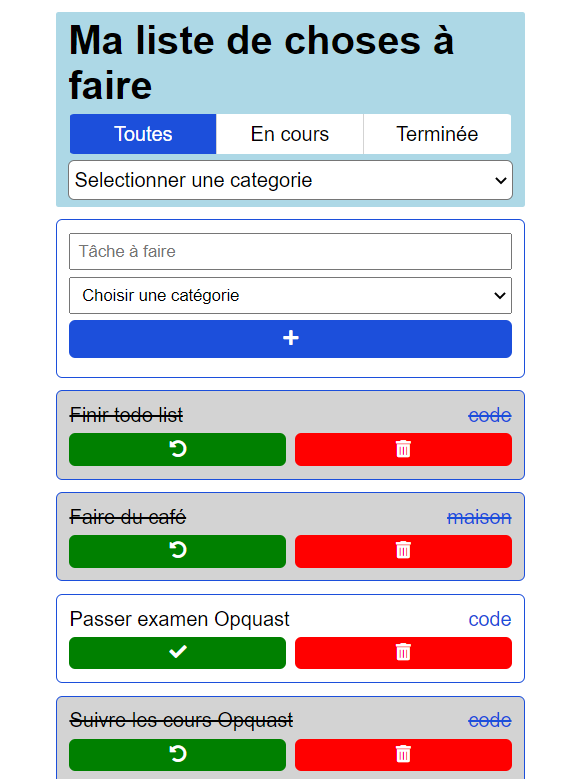 Ma liste de choses à
faire
Toutes En cours Terminée
Selectionner une categorie
Tâche à faire
Choisir une catégorie
Finir todo list code
Faire du café maison
Passer examen Opquast code
Suivre les cours Opquast code